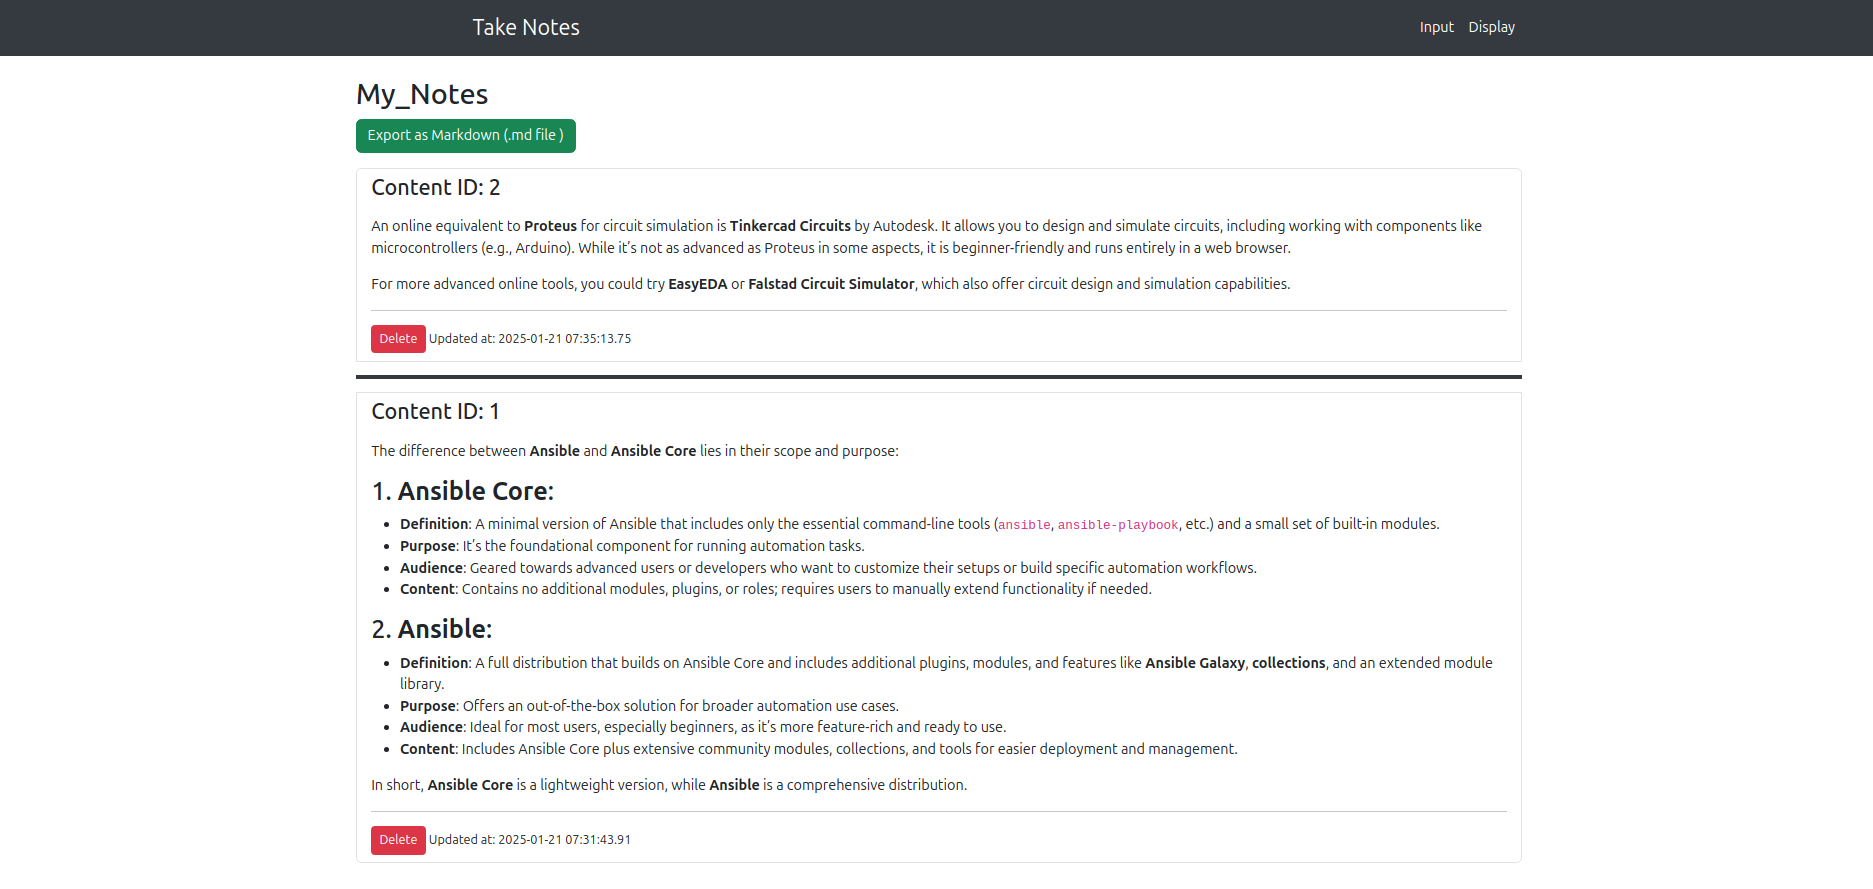 Take Notes
Input Display
My_Notes
Export as Markdown (.md file )
Content ID: 2
An online equivalent to Proteus for circuit simulation is Tinkercad Circuits by Autodesk. It allows you to design and simulate circuits, including working with components like
microcontrollers (e.g., Arduino). While it’s not as advanced as Proteus in some aspects, it is beginner-friendly and runs entirely in a web browser.
For more advanced online tools, you could try EasyEDA or Falstad Circuit Simulator, which also offer circuit design and simulation capabilities.
Delete Updated at: 2025-01-21 07:35:13.75
Content ID: 1
The difference between Ansible and Ansible Core lies in their scope and purpose:
1. Ansible Core:
• Definition: A minimal version of Ansible that includes only the essential command-line tools (ansible, ansible-playbook, etc.) and a small set of built-in modules.
• Purpose: It’s the foundational component for running automation tasks.
• Audience: Geared towards advanced users or developers who want to customize their setups or build specific automation workflows.
• Content: Contains no additional modules, plugins, or roles; requires users to manually extend functionality if needed.
2. Ansible:
• Definition: A full distribution that builds on Ansible Core and includes additional plugins, modules, and features like Ansible Galaxy, collections, and an extended module
library.
• Purpose: Offers an out-of-the-box solution for broader automation use cases.
• Audience: Ideal for most users, especially beginners, as it’s more feature-rich and ready to use.
• Content: Includes Ansible Core plus extensive community modules, collections, and tools for easier deployment and management.
In short, Ansible Core is a lightweight version, while Ansible is a comprehensive distribution.
Delete Updated at: 2025-01-21 07:31:43.91